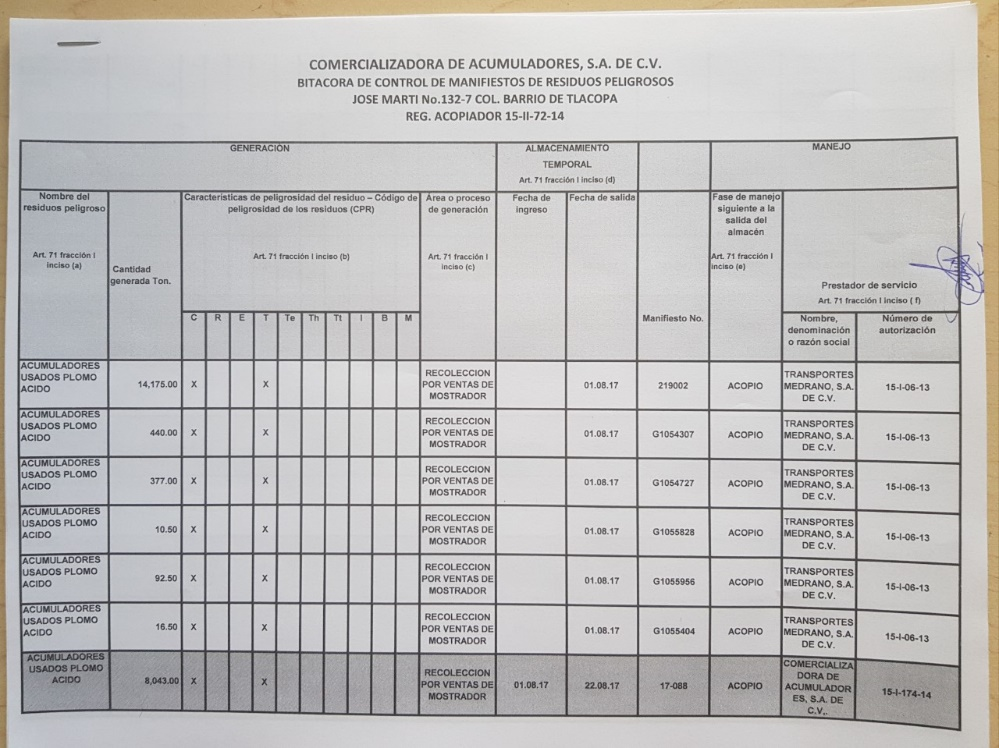 COMERCIALIZADORA DE ACUMULADORES, S.A. DE C.V.
BITACORA DE CONTROL DE MANIFIESTOS DE RESIDUOS PELIGROSOS
JOSE MARTI No.132-7 COL. BARRIO DE TLACOPA
REG. ACOPIADOR 15-II-72-14
GENERACION
ALMACENAMIENTO
TEMPORAL
Art. 71 fracción I inciso (d)
MANEJO
Nombre del
residuos peligroso
Art. 71 fracción I
inciso (a)
Cantidad
generada Ton.
Características de peligrosidad del residuo – Código de
peligrosidad de los residuos (CPR)
Art. 71 fracción I inciso (b)
C R E T Te Th Tt I B M
Área o proceso
de generación
Art. 71 fracción I
inciso (c)
Fecha de
ingreso
Fecha de salida
Manifiesto No.
Fase de manejo
siguiente a la
salida del
almacén
Art. 71 fracción I
inciso (e)
Prestador de servicio
Art. 71 fracción I inciso ( f)
Nombre,
denominación
o razón social
Número de
autorización
ACUMULADORES
USADOS PLOMO
ACIDO
14,175.00 X X
RECOLECCION
POR VENTAS DE
MOSTRADOR
01.08.17 219002 ACOPIO
TRANSPORTES
MEDRANO, S.A.
DE C.V.
15-I-06-13
ACUMULADORES
USADOS PLOMO
ACIDO
440.00 X X
RECOLECCION
POR VENTAS DE
MOSTRADOR
01.08.17 G1054307 ACOPIO
TRANSPORTES
MEDRANO, S.A.
DE C.V.
15-I-06-13
ACUMULADORES
USADOS PLOMO
ACIDO
377.00 X X
RECOLECCION
POR VENTAS DE
MOSTRADOR
01.08.17 G1054727 ACOPIO
TRANSPORTES
MEDRANO, S.A.
DE C.V.
15-I-06-13
ACUMULADORES
USADOS PLOMO
ACIDO
10.50 X X
RECOLECCION
POR VENTAS DE
MOSTRADOR
01.08.17 G1055828 ACOPIO
TRANSPORTES
MEDRANO, S.A.
DE C.V.
15-I-06-13
ACUMULADORES
USADOS PLOMO
ACIDO
92.50 X X
RECOLECCION
POR VENTAS DE
MOSTRADOR
01.08.17 G1055956 ACOPIO
TRANSPORTES
MEDRANO, S.A.
DE C.V.
15-I-06-13
ACUMULADORES
USADOS PLOMO
ACIDO
16.50 X X
RECOLECCION
POR VENTAS DE
MOSTRADOR
01.08.17 G1055404 ACOPIO
TRANSPORTES
MEDRANO, S.A.
DE C.V.
15-I-06-13
ACUMULADORES
USADOS PLOMO
ACIDO
8,043.00 X X
RECOLECCION
POR VENTAS DE
MOSTRADOR
01.08.17 22.08.17 17-088 ACOPIO
COMERCIALIZA
DORA DE
ACUMULADOR
ES, S.A. DE
C.V,.
15-I-174-14